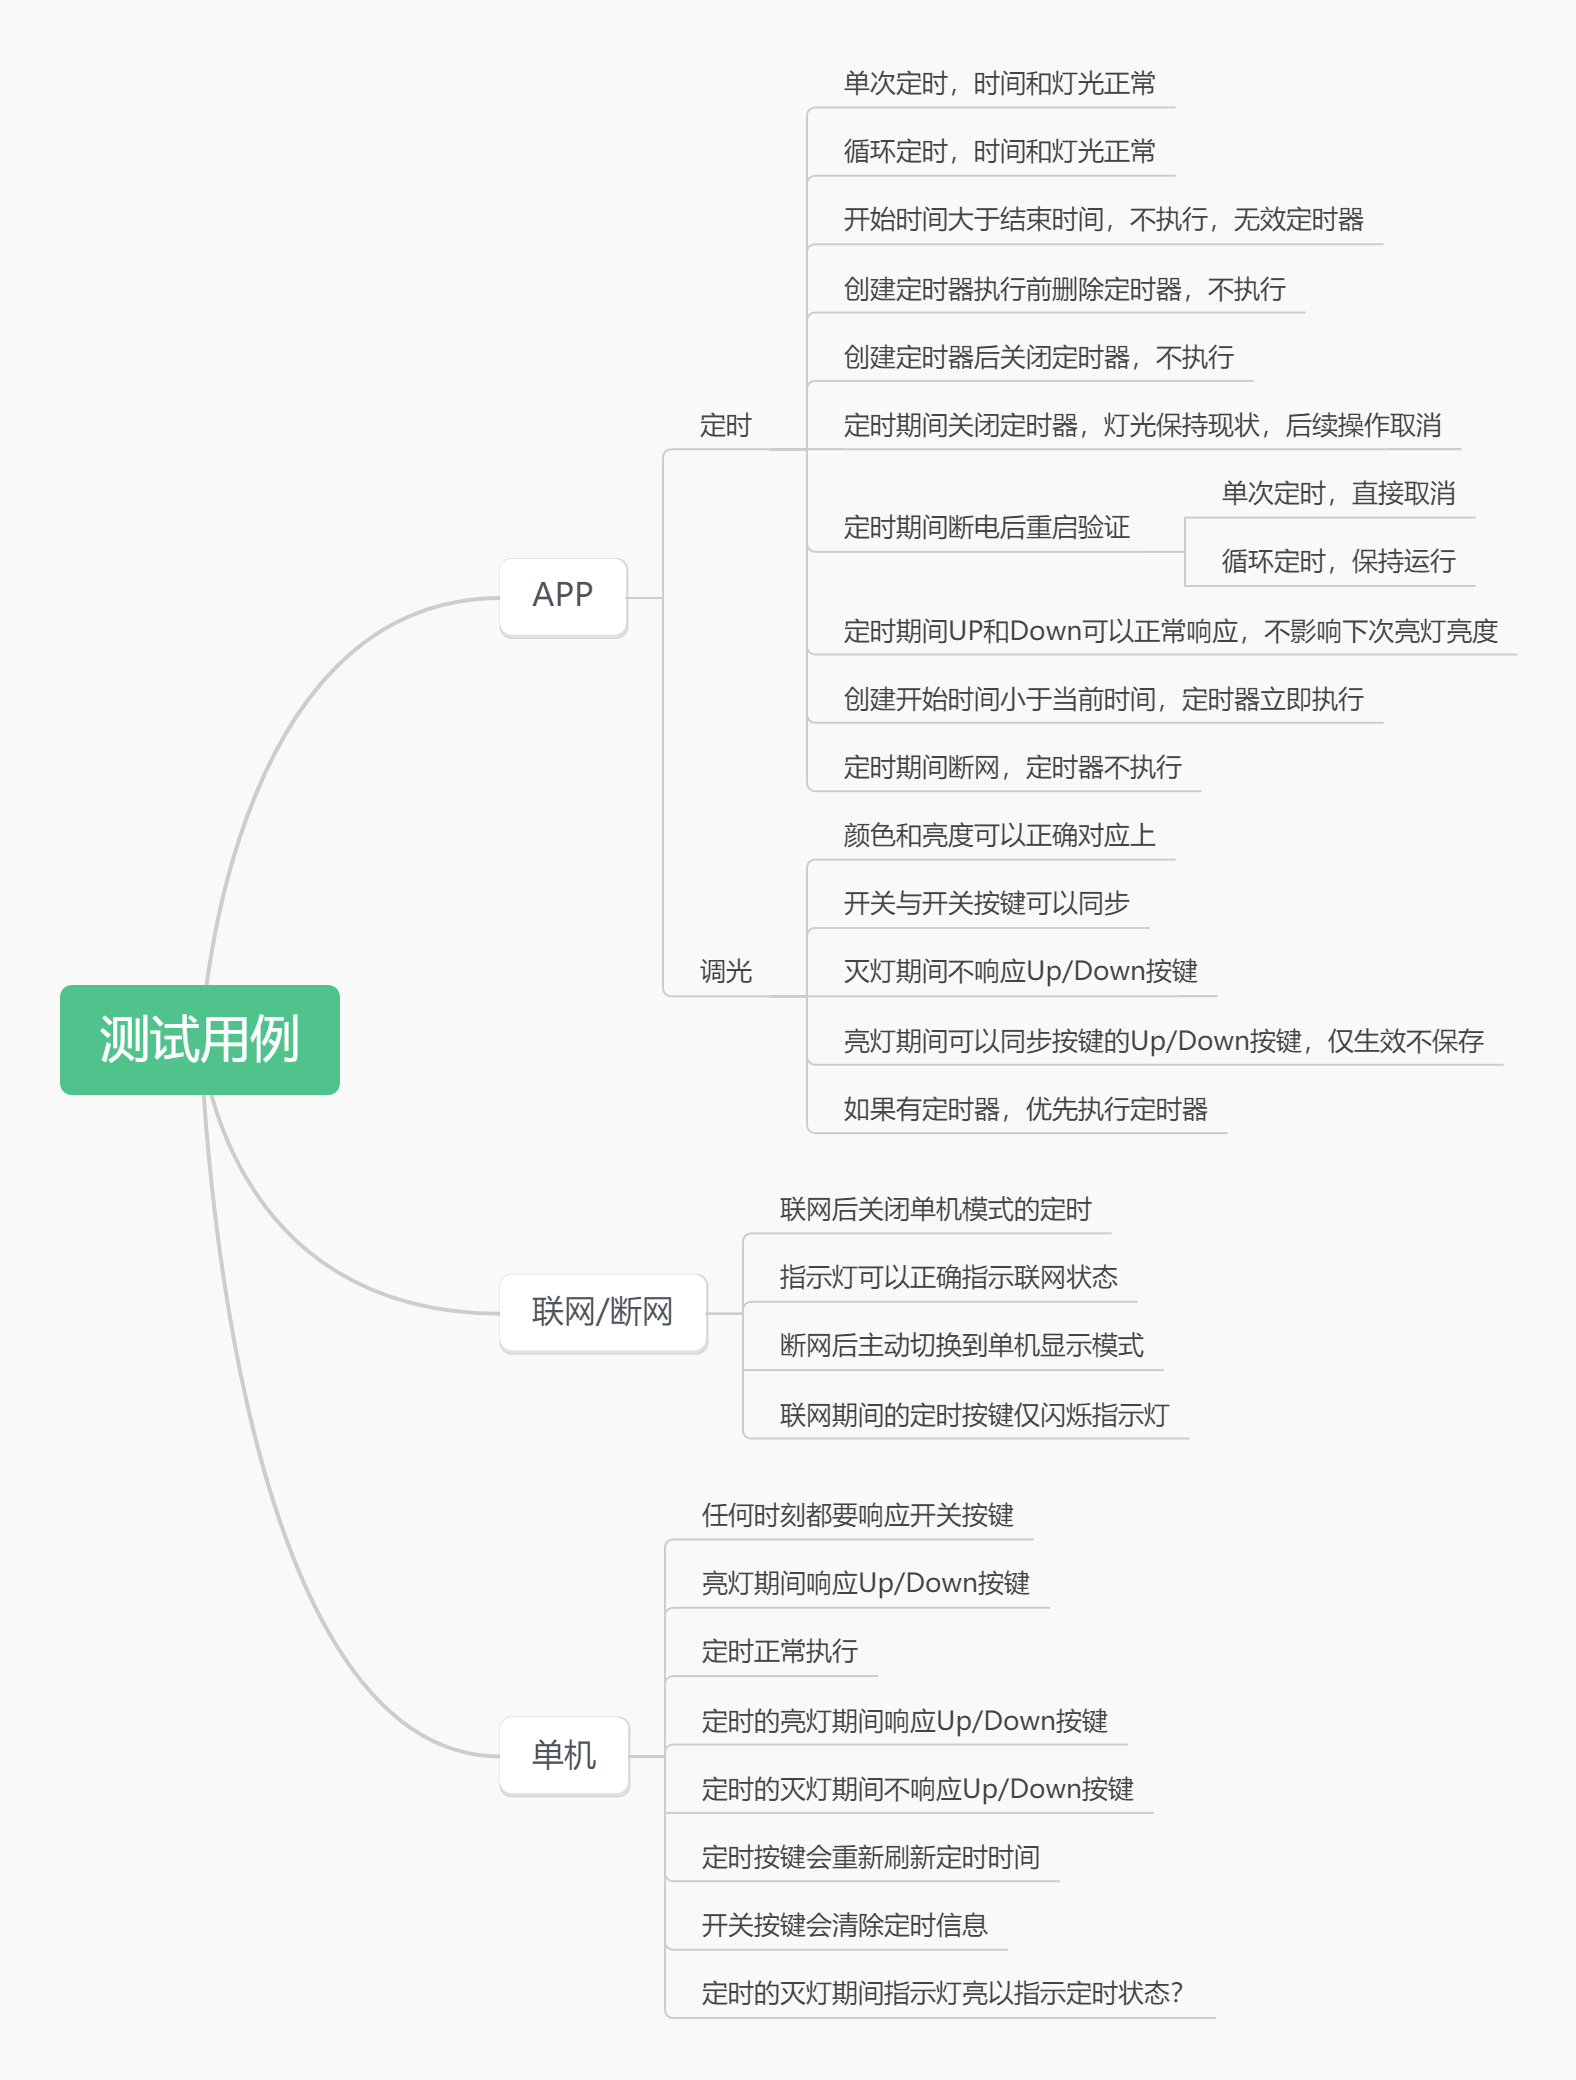 单次定时，时间和灯光正常
循环定时，时间和灯光正常
开始时间大于结束时间，不执行，无效定时器
创建定时器执行前删除定时器，不执行
创建定时器后关闭定时器，不执行
定时
定时期间关闭定时器，灯光保持现状，后续操作取消
单次定时，直接取消
定时期间断电后重启验证
循环定时，保持运行
APP
定时期间UP和Down可以正常响应，不影响下次亮灯亮度
创建开始时间小于当前时间，定时器立即执行
定时期间断网，定时器不执行
颜色和亮度可以正确对应上
开关与开关按键可以同步
调光
灭灯期间不响应Up/Down按键
测试用例
亮灯期间可以同步按键的Up/Down按键，仅生效不保存
如果有定时器，优先执行定时器
联网后关闭单机模式的定时
指示灯可以正确指示联网状态
联网/断网
断网后主动切换到单机显示模式
联网期间的定时按键仅闪烁指示灯
任何时刻都要响应开关按键
亮灯期间响应Up/Down按键
定时正常执行
定时的亮灯期间响应Up/Down按键
单机
定时的灭灯期间不响应Up/Down按键
定时按键会重新刷新定时时间
开关按键会清除定时信息
定时的灭灯期间指示灯亮以指示定时状态？